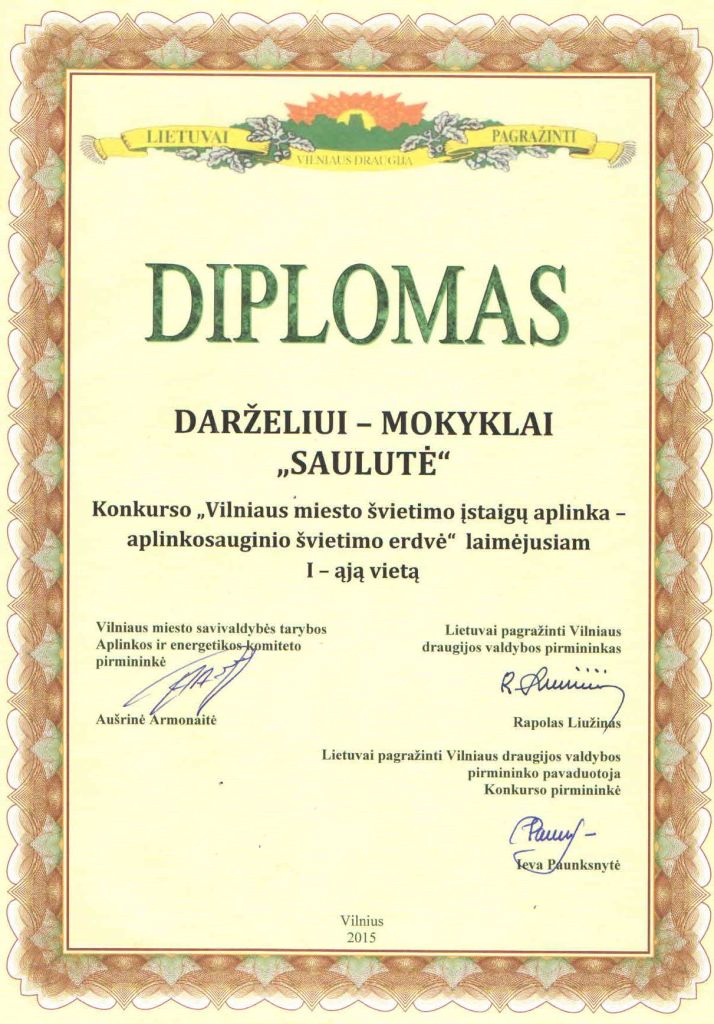 LIETUVAI
PAGRAŽINTI
VILNIAUS DRAUGIJA
DIPLOMAS
DARŽELIUI – MOKYKLAI
„SAULUTĖ“
Konkurso „Vilniaus miesto švietimo įstaigų aplinka –
aplinkosauginio švietimo erdvė“ laimėjusiam
I – ąją vietą
Vilniaus miesto savivaldybės tarybos
Aplinkos ir energetikos komiteto
pirmininkė
Aušrinė Armonaitė
Lietuvai pagražinti Vilniaus
draugijos valdybos pirmininkas
Rapolas Liužinas
Lietuvai pagražinti Vilniaus draugijos valdybos
pirmininko pavaduotoja
Konkurso pirmininkė
Ieva Paunksnytė
Vilnius
2015